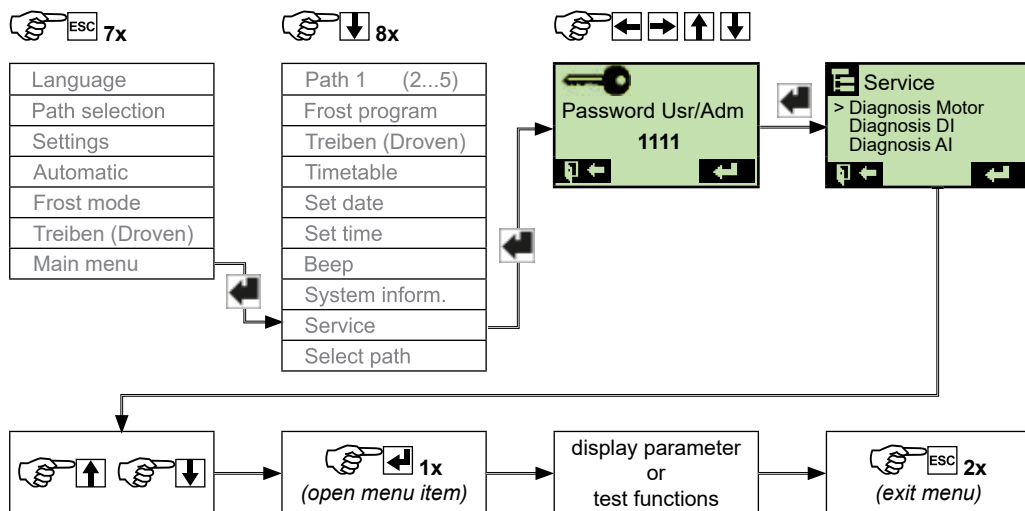 ESC 7x
Language
Path selection
Settings
Automatic
Frost mode
Treiben (Droven)
Main menu
8x
Path 1 (2...5)
Frost program
Treiben (Droven)
Timetable
Set date
Set time
Beep
System inform.
Service
Select path
Password Usr/Adm
1111
Service
> Diagnosis Motor
Diagnosis DI
Diagnosis AI
1x
(open menu item)
display parameter
or
test functions
ESC 2x
(exit menu)